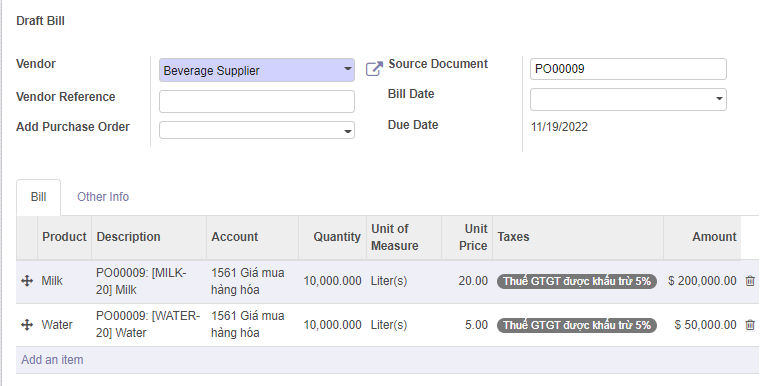 Draft Bill
Vendor
Beverage Supplier
Source Document
PO00009
Vendor Reference
Bill Date
Add Purchase Order
Due Date
11/19/2022
Bill
Other Info
Product
Description
Account
Quantity
Unit of
Measure
Unit
Price
Taxes
Amount
Milk
PO00009: [MILK-
20] Milk
1561 Giá mua
hàng hóa
10,000.000
Liter(s)
20.00
Thuế GTGT được khấu trừ 5%
$ 200,000.00
Water
PO00009: [WATER-
20] Water
1561 Giá mua
hàng hóa
10,000.000
Liter(s)
5.00
Thuế GTGT được khấu trừ 5%
$ 50,000.00
Add an item